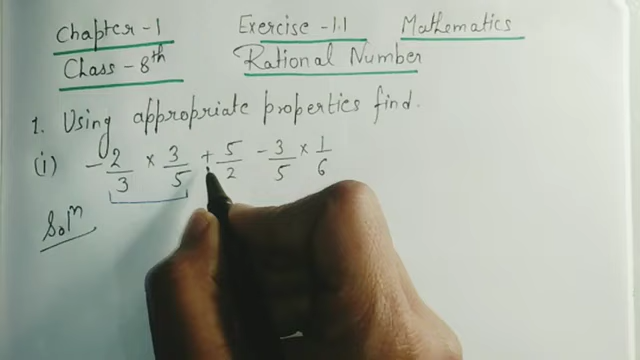 Chapter-1 Exercise-1.1 Mathematics
Class-8th Rational Number
1. Using appropriate properties find.
(i) -2/3 × 3/5 + 5/2 - 3/5 × 1/6
Solⁿ